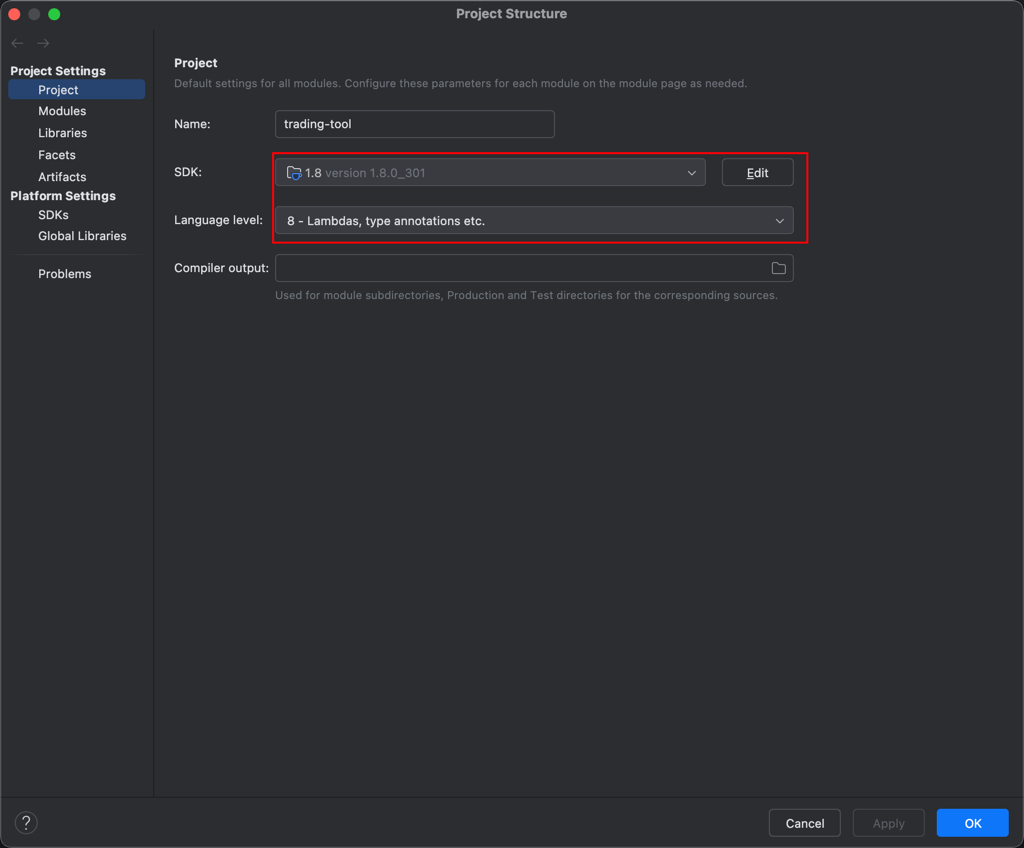 Project Structure
Project Settings
Project
Modules
Libraries
Facets
Artifacts
Platform Settings
SDKs
Global Libraries
Problems
Project
Default settings for all modules. Configure these parameters for each module on the module page as needed.
Name: trading-tool
SDK: 1.8 version 1.8.0_301 Edit
Language level: 8 - Lambdas, type annotations etc.
Compiler output:
Used for module subdirectories, Production and Test directories for the corresponding sources.
? Cancel Apply OK